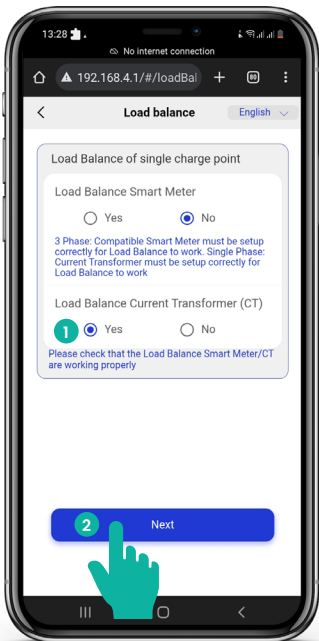 13:28
No internet connection
192.168.4.1/#/loadBal
80
Load balance
English
Load Balance of single charge point
Load Balance Smart Meter
Yes
No
3 Phase: Compatible Smart Meter must be setup
correctly for Load Balance to work. Single Phase:
Current Transformer must be setup correctly for
Load Balance to work
Load Balance Current Transformer (CT)
1
Yes
No
Please check that the Load Balance Smart Meter/CT
are working properly
2
Next